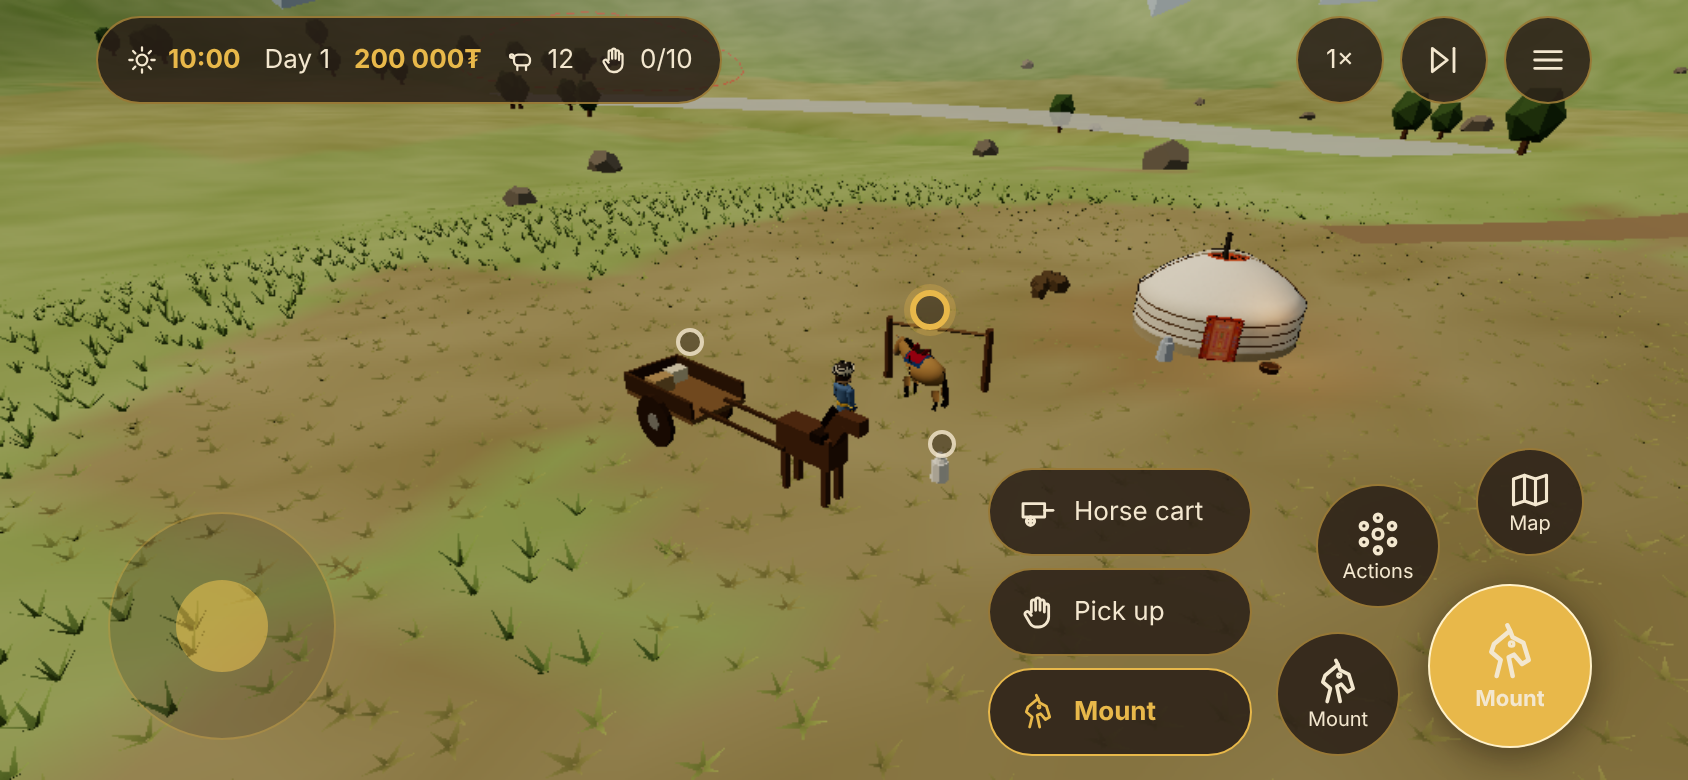 10:00 Day 1 200 000₮ 12 0/10 1×
Map
Horse cart
Actions
Pick up
Mount
Mount
Mount